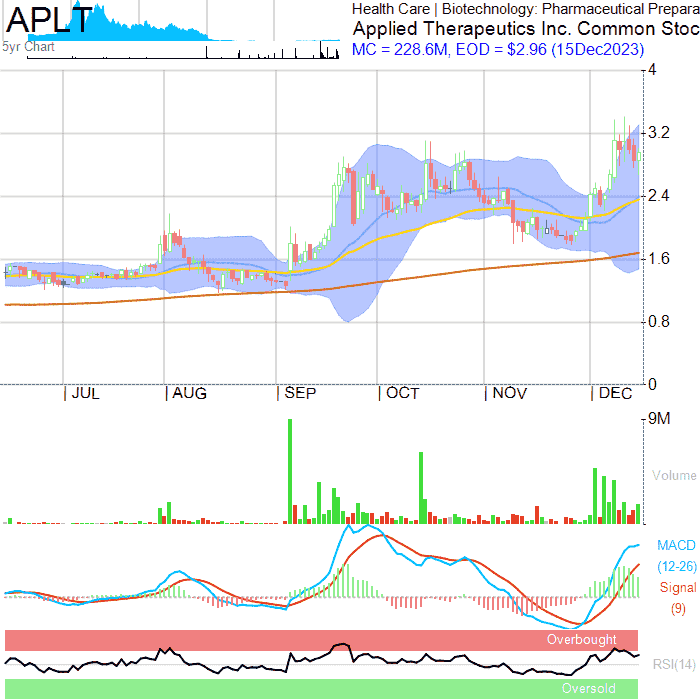 APLT
5yr Chart
Health Care | Biotechnology: Pharmaceutical Prepara
Applied Therapeutics Inc. Common Stoc
MC = 228.6M, EOD = $2.96 (15Dec2023)
4
3.2
2.4
1.6
0.8
0
| JUL | AUG | SEP | OCT | NOV | DEC
9M
Volume
MACD
(12-26)
Signal
(9)
Overbought
RSI(14)
Oversold